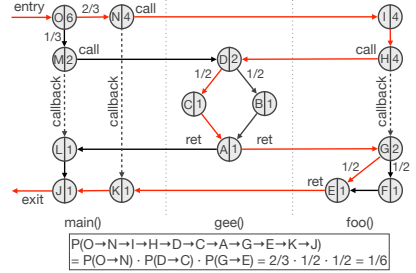 entry
O 6
2/3
N 4
call
I 4
1/3
M 2
call
D 2
call
H 4
1/2
1/2
C 1
B 1
callback
callback
callback
ret
ret
L 1
A 1
G 2
1/2
1/2
ret
J 1
K 1
E 1
F 1
exit
main()
gee()
foo()
P(O→N→I→H→D→C→A→G→E→K→J)
= P(O→N) · P(D→C) · P(G→E) = 2/3 · 1/2 · 1/2 = 1/6